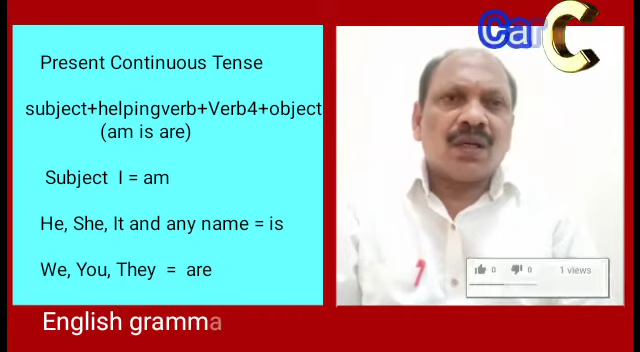 Car C
Present Continuous Tense
subject+helpingverb+Verb4+object
(am is are)
Subject I = am
He, She, It and any name = is
We, You, They = are
0 0 1 views
English gramma